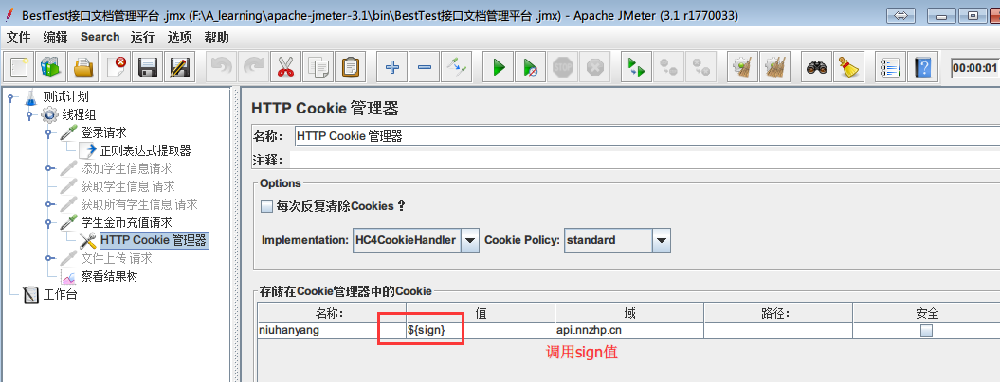 BestTest接口文档管理平台 .jmx (F:\A_learning\apache-jmeter-3.1\bin\BestTest接口文档管理平台 .jmx) - Apache JMeter (3.1 r1770033)
文件 编辑 Search 运行 选项 帮助
STOP
00:00:01
测试计划
线程组
登录请求
正则表达式提取器
添加学生信息请求
获取学生信息 请求
获取所有学生信息 请求
学生金币充值请求
HTTP Cookie 管理器
文件上传 请求
察看结果树
工作台
HTTP Cookie 管理器
名称： HTTP Cookie 管理器
注释：
Options
每次反复清除Cookies ？
Implementation: HC4CookieHandler Cookie Policy: standard
存储在Cookie管理器中的Cookie
名称: 值 域 路径: 安全
niuhanyang ${sign} api.nnzhp.cn
调用sign值